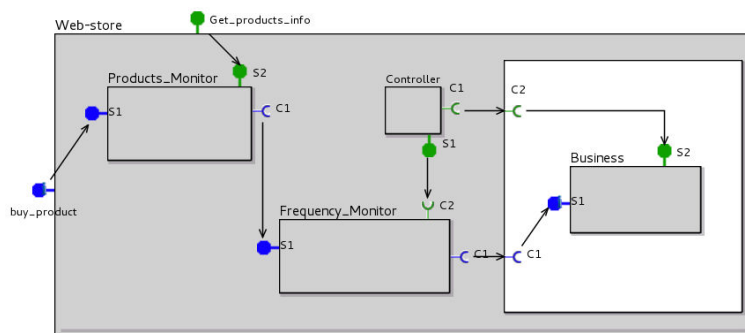 Get_products_info
Web-store
Products_Monitor
S2
Controller
C1
C2
S1
C1
S1
Business
S2
buy_product
Frequency_Monitor
C2
S1
S1
C1
C1